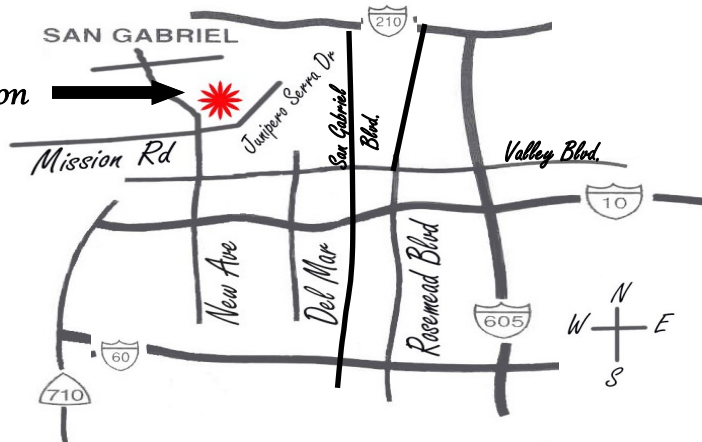 210
SAN GABRIEL
on
Junipero Serra Dr
San Gabriel
Blvd.
Mission Rd
Valley Blvd.
10
New Ave
Del Mar
Rosemead Blvd
605
N
W E
S
60
710